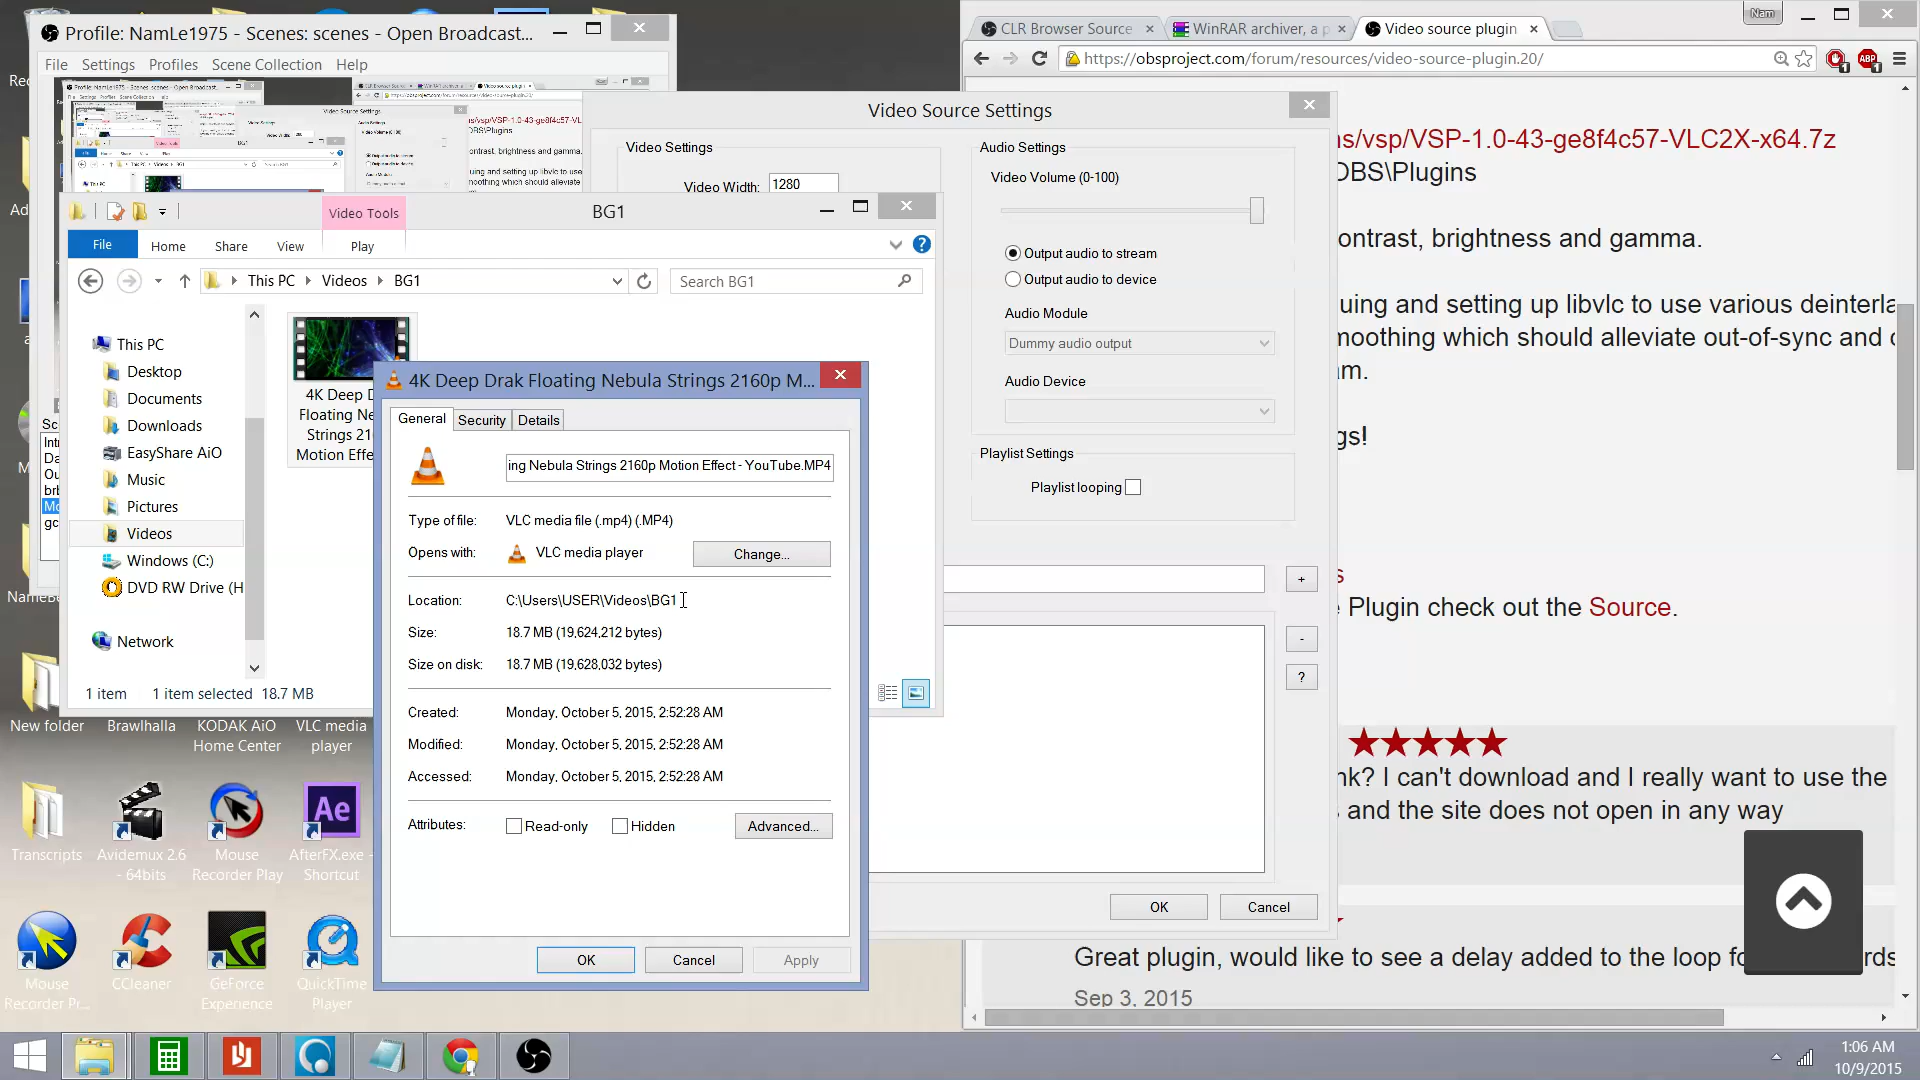 Profile: NamLe1975 - Scenes: scenes - Open Broadcast...
File Settings Profiles Scene Collection Help
Nam
CLR Browser Source
WinRAR archiver, a p
Video source plugin
https://obsproject.com/forum/resources/video-source-plugin.20/
ns/vsp/VSP-1.0-43-ge8f4c57-VLC2X-x64.7z
OBS\Plugins
ontrast, brightness and gamma.
uing and setting up libvlc to use various deinterla
moothing which should alleviate out-of-sync and
am.
gs!
Plugin check out the Source.
nk? I can't download and I really want to use the
s and the site does not open in any way
Great plugin, would like to see a delay added to the loop
Sep 3, 2015
Video Source Settings
Video Settings
Video Width: 1280
Audio Settings
Video Volume (0-100)
Output audio to stream
Output audio to device
Audio Module
Dummy audio output
Audio Device
Playlist Settings
Playlist looping
+
-
?
OK
Cancel
Video Tools
BG1
File Home Share View Play
This PC Videos BG1
Search BG1
This PC
Desktop
Documents
Downloads
EasyShare AiO
Music
Pictures
Videos
Windows (C:)
DVD RW Drive (H
Network
4K Deep D
Floating Ne
Strings 216
Motion Effe
1 item 1 item selected 18.7 MB
4K Deep Drak Floating Nebula Strings 2160p M...
General Security Details
ing Nebula Strings 2160p Motion Effect - YouTube.MP4
Type of file: VLC media file (.mp4) (.MP4)
Opens with: VLC media player Change...
Location: C:\Users\USER\Videos\BG1
Size: 18.7 MB (19,624,212 bytes)
Size on disk: 18.7 MB (19,628,032 bytes)
Created: Monday, October 5, 2015, 2:52:28 AM
Modified: Monday, October 5, 2015, 2:52:28 AM
Accessed: Monday, October 5, 2015, 2:52:28 AM
Attributes: Read-only Hidden Advanced...
OK Cancel Apply
New folder
Brawlhalla
KODAK AiO
Home Center
VLC media
player
Transcripts
Avidemux 2.6
- 64bits
Mouse
Recorder Play
AfterFX.exe -
Shortcut
Mouse
Recorder Pr...
CCleaner
GeForce
Experience
QuickTime
Player
1:06 AM
10/9/2015